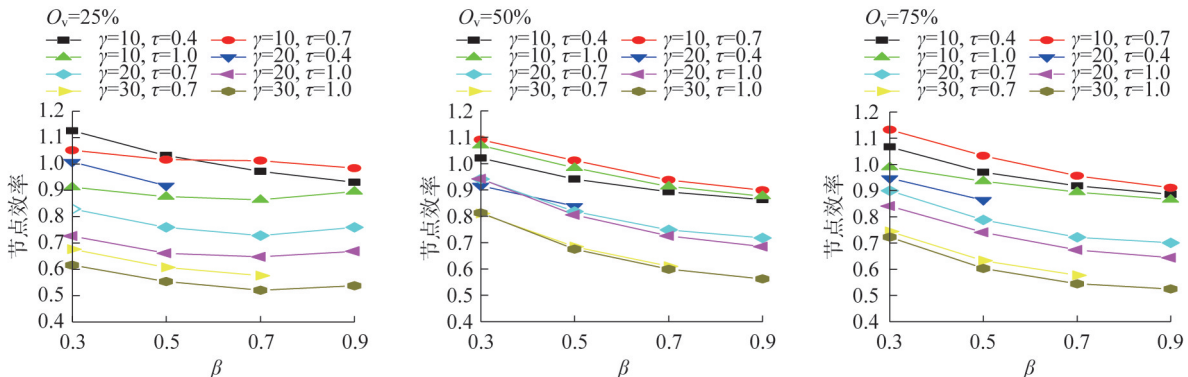 O_v=25%
γ=10, τ=0.4 γ=10, τ=0.7
γ=10, τ=1.0 γ=20, τ=0.4
γ=20, τ=0.7 γ=20, τ=1.0
γ=30, τ=0.7 γ=30, τ=1.0
1.2
1.1
1.0
0.9
0.8
0.7
0.6
0.5
0.4
节点效率
0.3 0.5 0.7 0.9
β
O_v=50%
γ=10, τ=0.4 γ=10, τ=0.7
γ=10, τ=1.0 γ=20, τ=0.4
γ=20, τ=0.7 γ=20, τ=1.0
γ=30, τ=0.7 γ=30, τ=1.0
1.2
1.1
1.0
0.9
0.8
0.7
0.6
0.5
0.4
节点效率
0.3 0.5 0.7 0.9
β
O_v=75%
γ=10, τ=0.4 γ=10, τ=0.7
γ=10, τ=1.0 γ=20, τ=0.4
γ=20, τ=0.7 γ=20, τ=1.0
γ=30, τ=0.7 γ=30, τ=1.0
1.2
1.1
1.0
0.9
0.8
0.7
0.6
0.5
0.4
节点效率
0.3 0.5 0.7 0.9
β